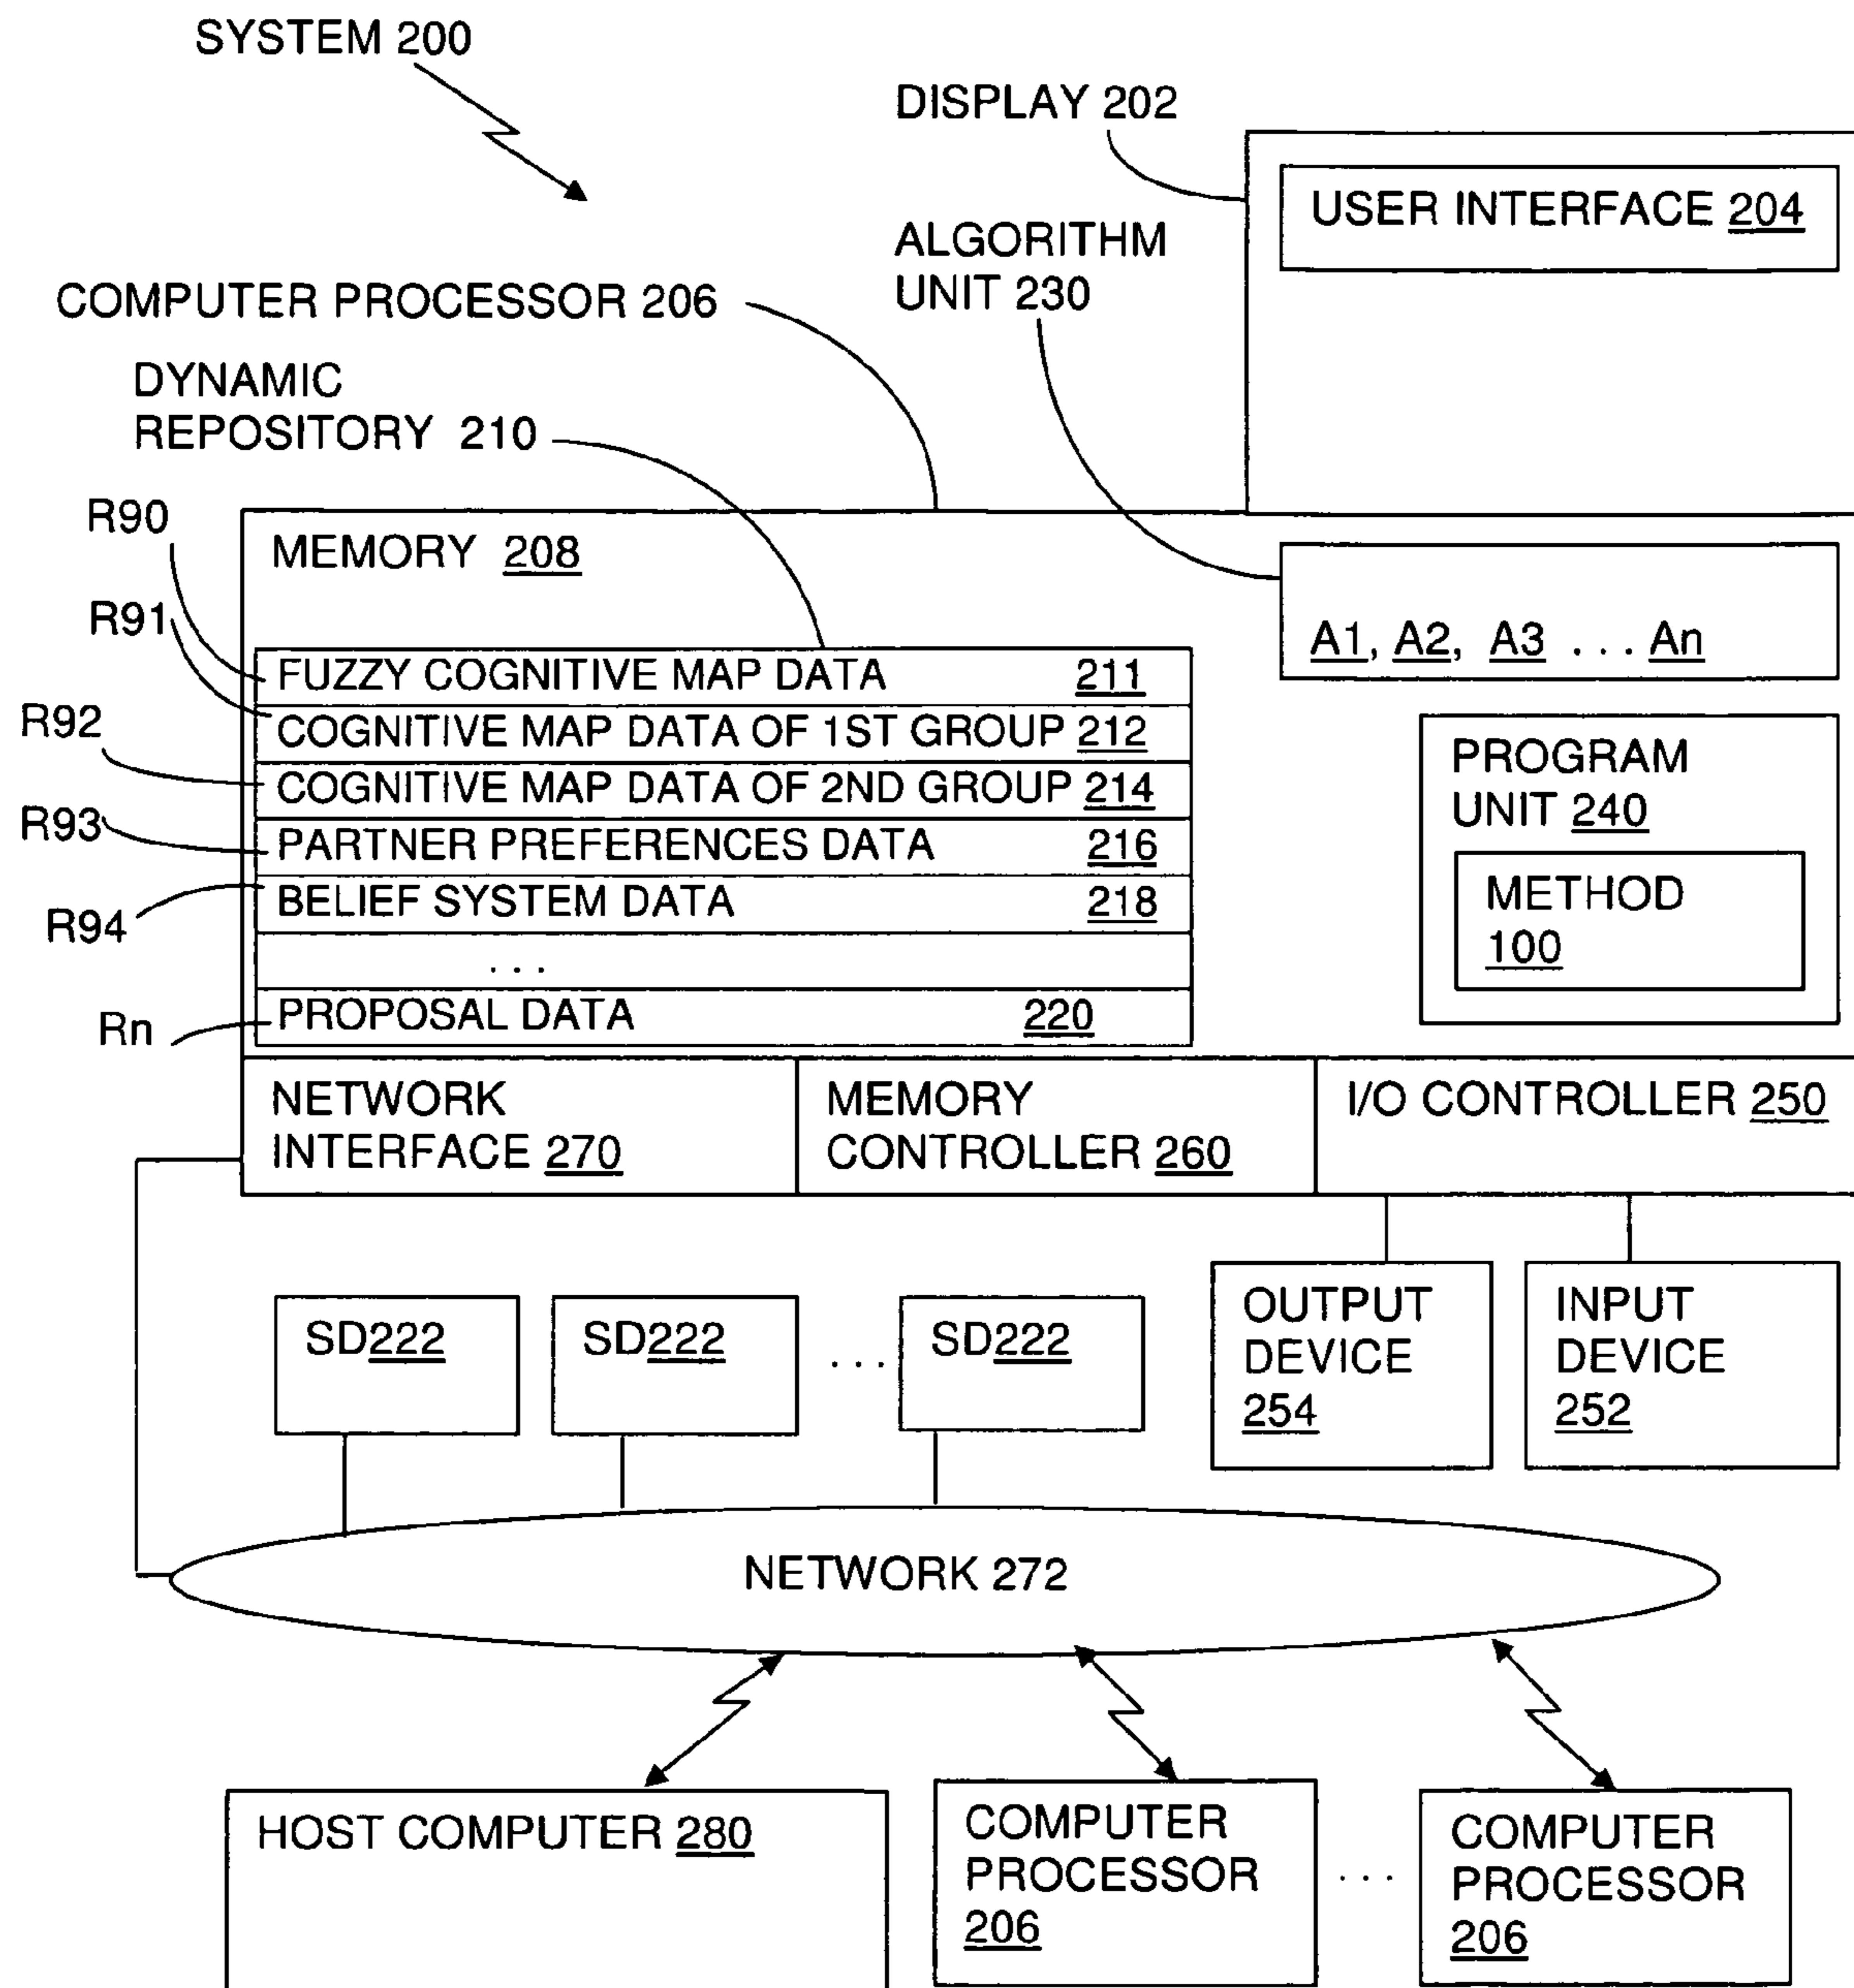 SYSTEM 200
DISPLAY 202
USER INTERFACE 204
ALGORITHM
UNIT 230
COMPUTER PROCESSOR 206
DYNAMIC
REPOSITORY 210
R90
MEMORY 208
R91
A1, A2, A3 ... An
FUZZY COGNITIVE MAP DATA 211
R92
COGNITIVE MAP DATA OF 1ST GROUP 212
COGNITIVE MAP DATA OF 2ND GROUP 214
R93
PARTNER PREFERENCES DATA 216
R94
BELIEF SYSTEM DATA 218
...
Rn
PROPOSAL DATA 220
PROGRAM
UNIT 240
METHOD
100
NETWORK
INTERFACE 270
MEMORY
CONTROLLER 260
I/O CONTROLLER 250
SD222
SD222
...
SD222
OUTPUT
DEVICE
254
INPUT
DEVICE
252
NETWORK 272
HOST COMPUTER 280
COMPUTER
PROCESSOR
206
...
COMPUTER
PROCESSOR
206